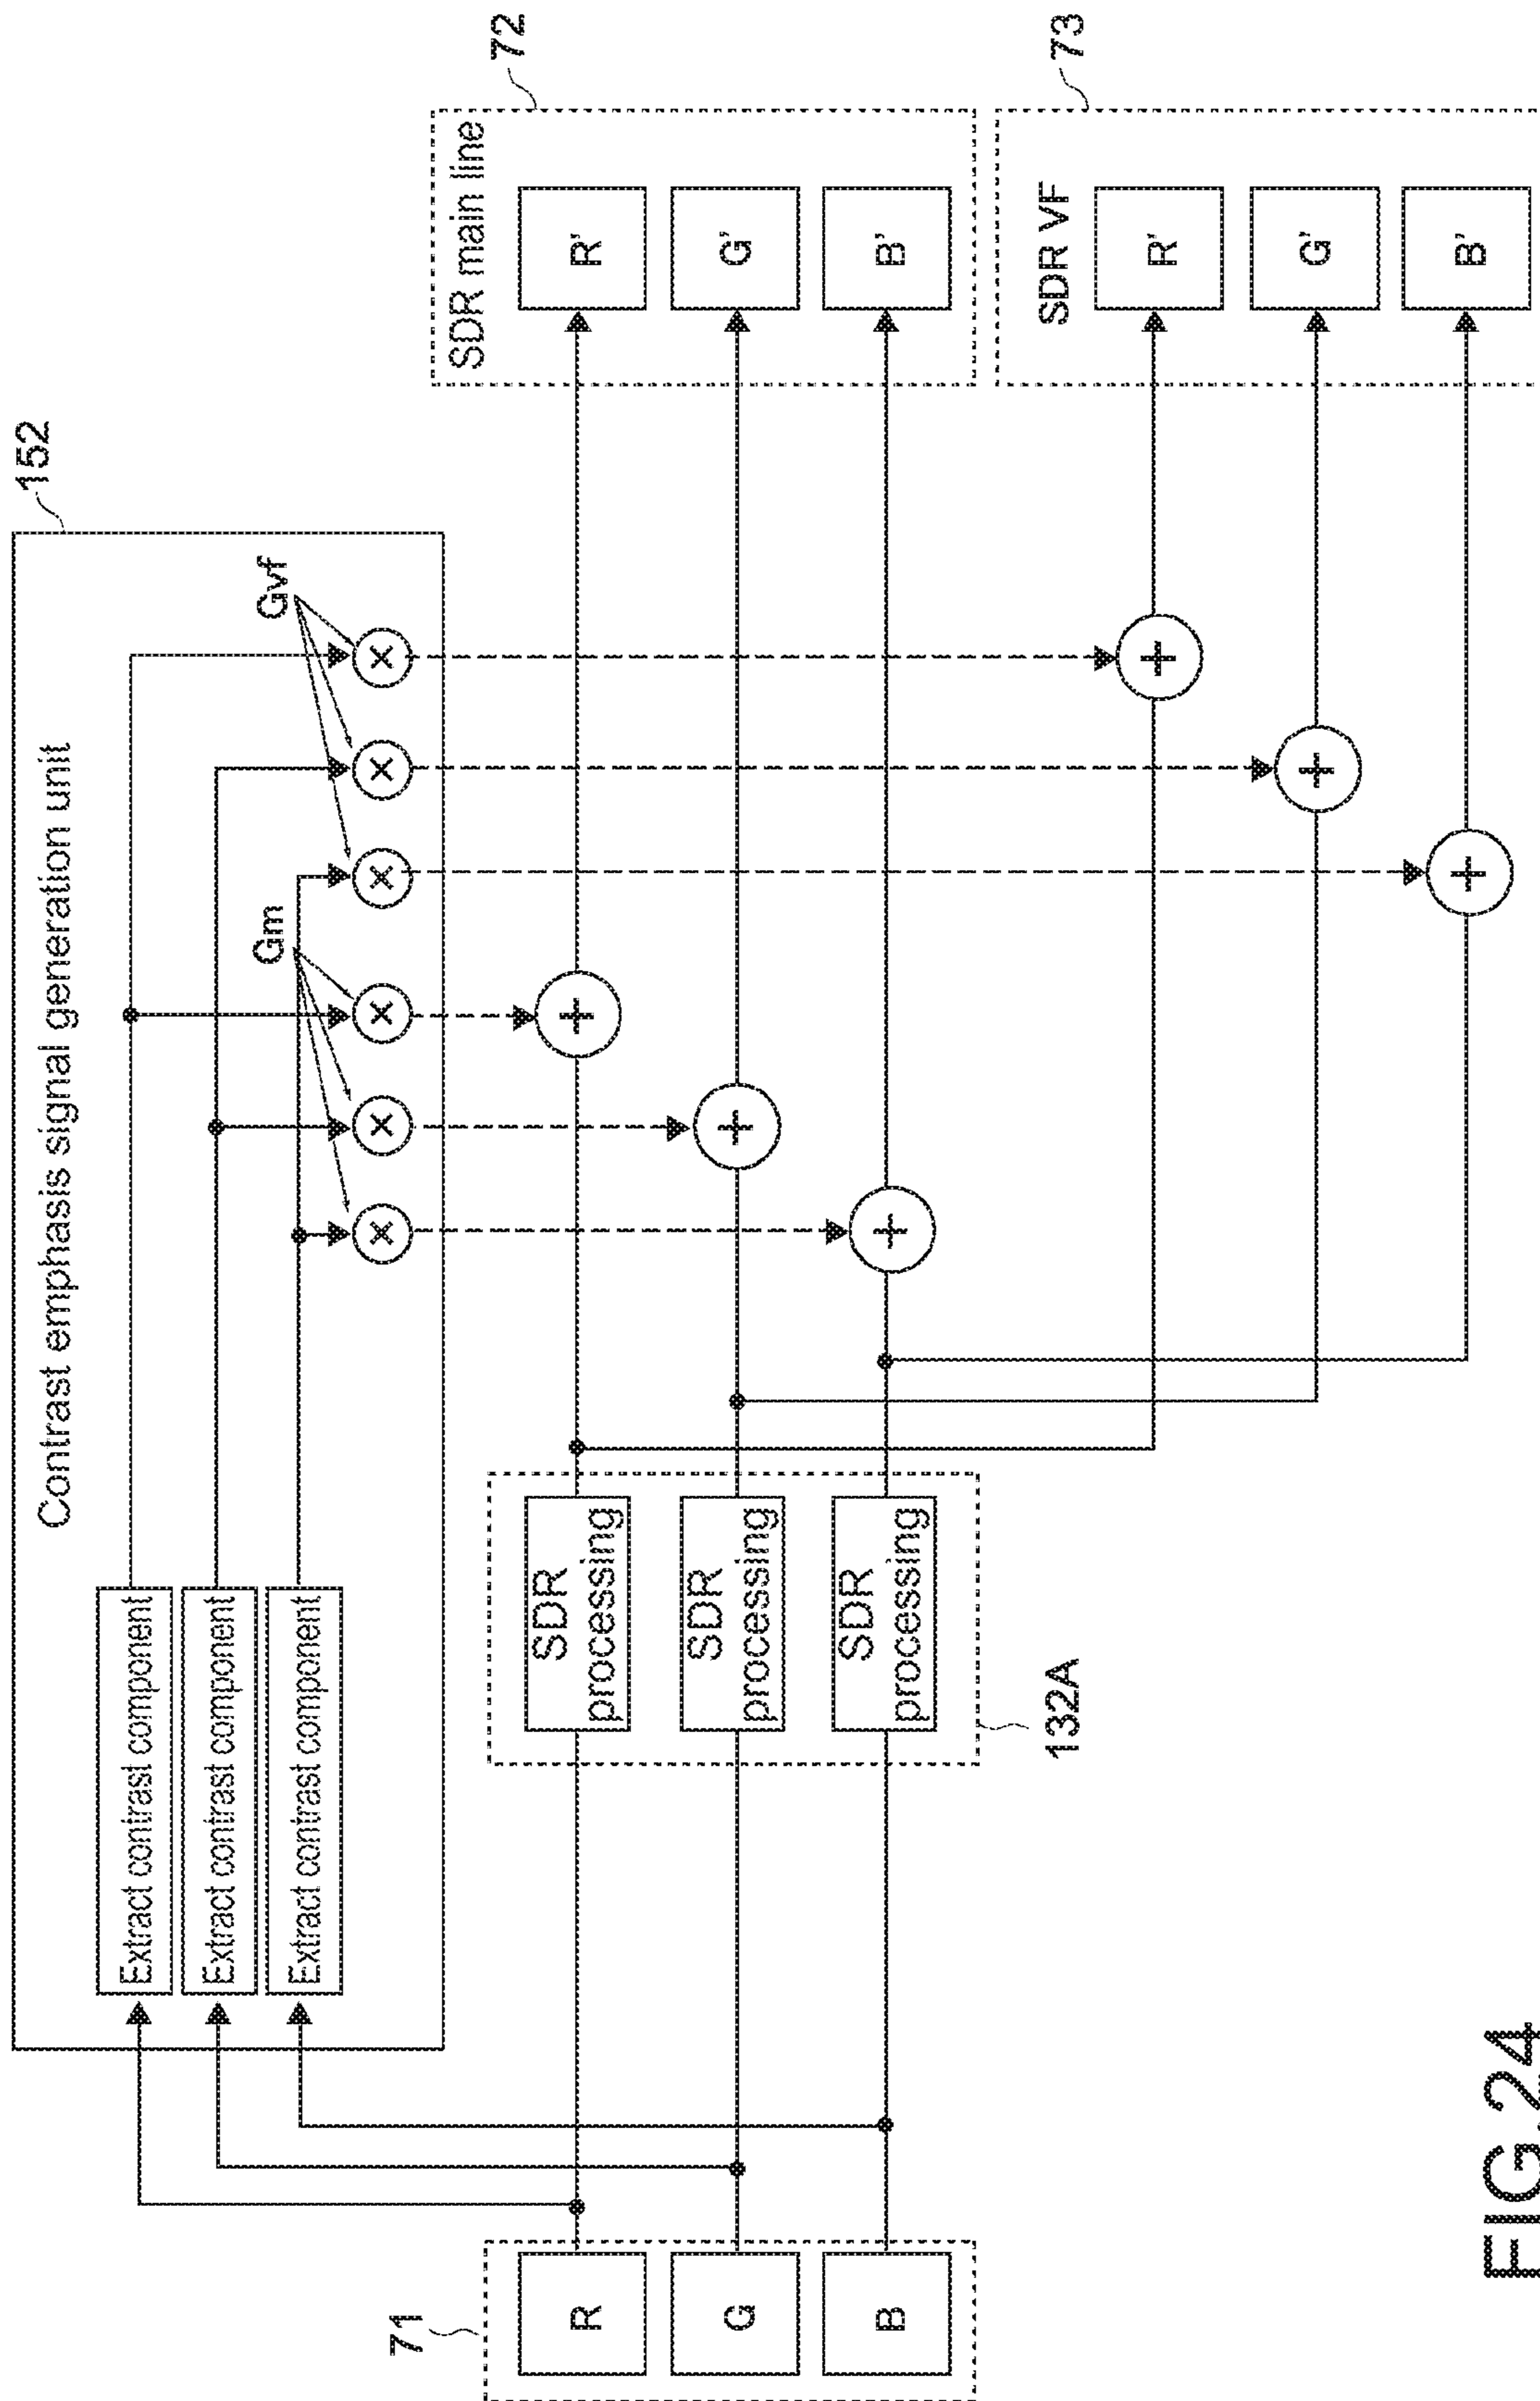 152
Contrast emphasis signal generation unit
Extract contrast component
Extract contrast component
Extract contrast component
Gm
Gvf
×
×
×
×
×
×
71
R
G
B
SDR
processing
SDR
processing
SDR
processing
132A
+
+
+
+
+
+
72
SDR main line
R'
G'
B'
73
SDR VF
R'
G'
B'
FIG.24